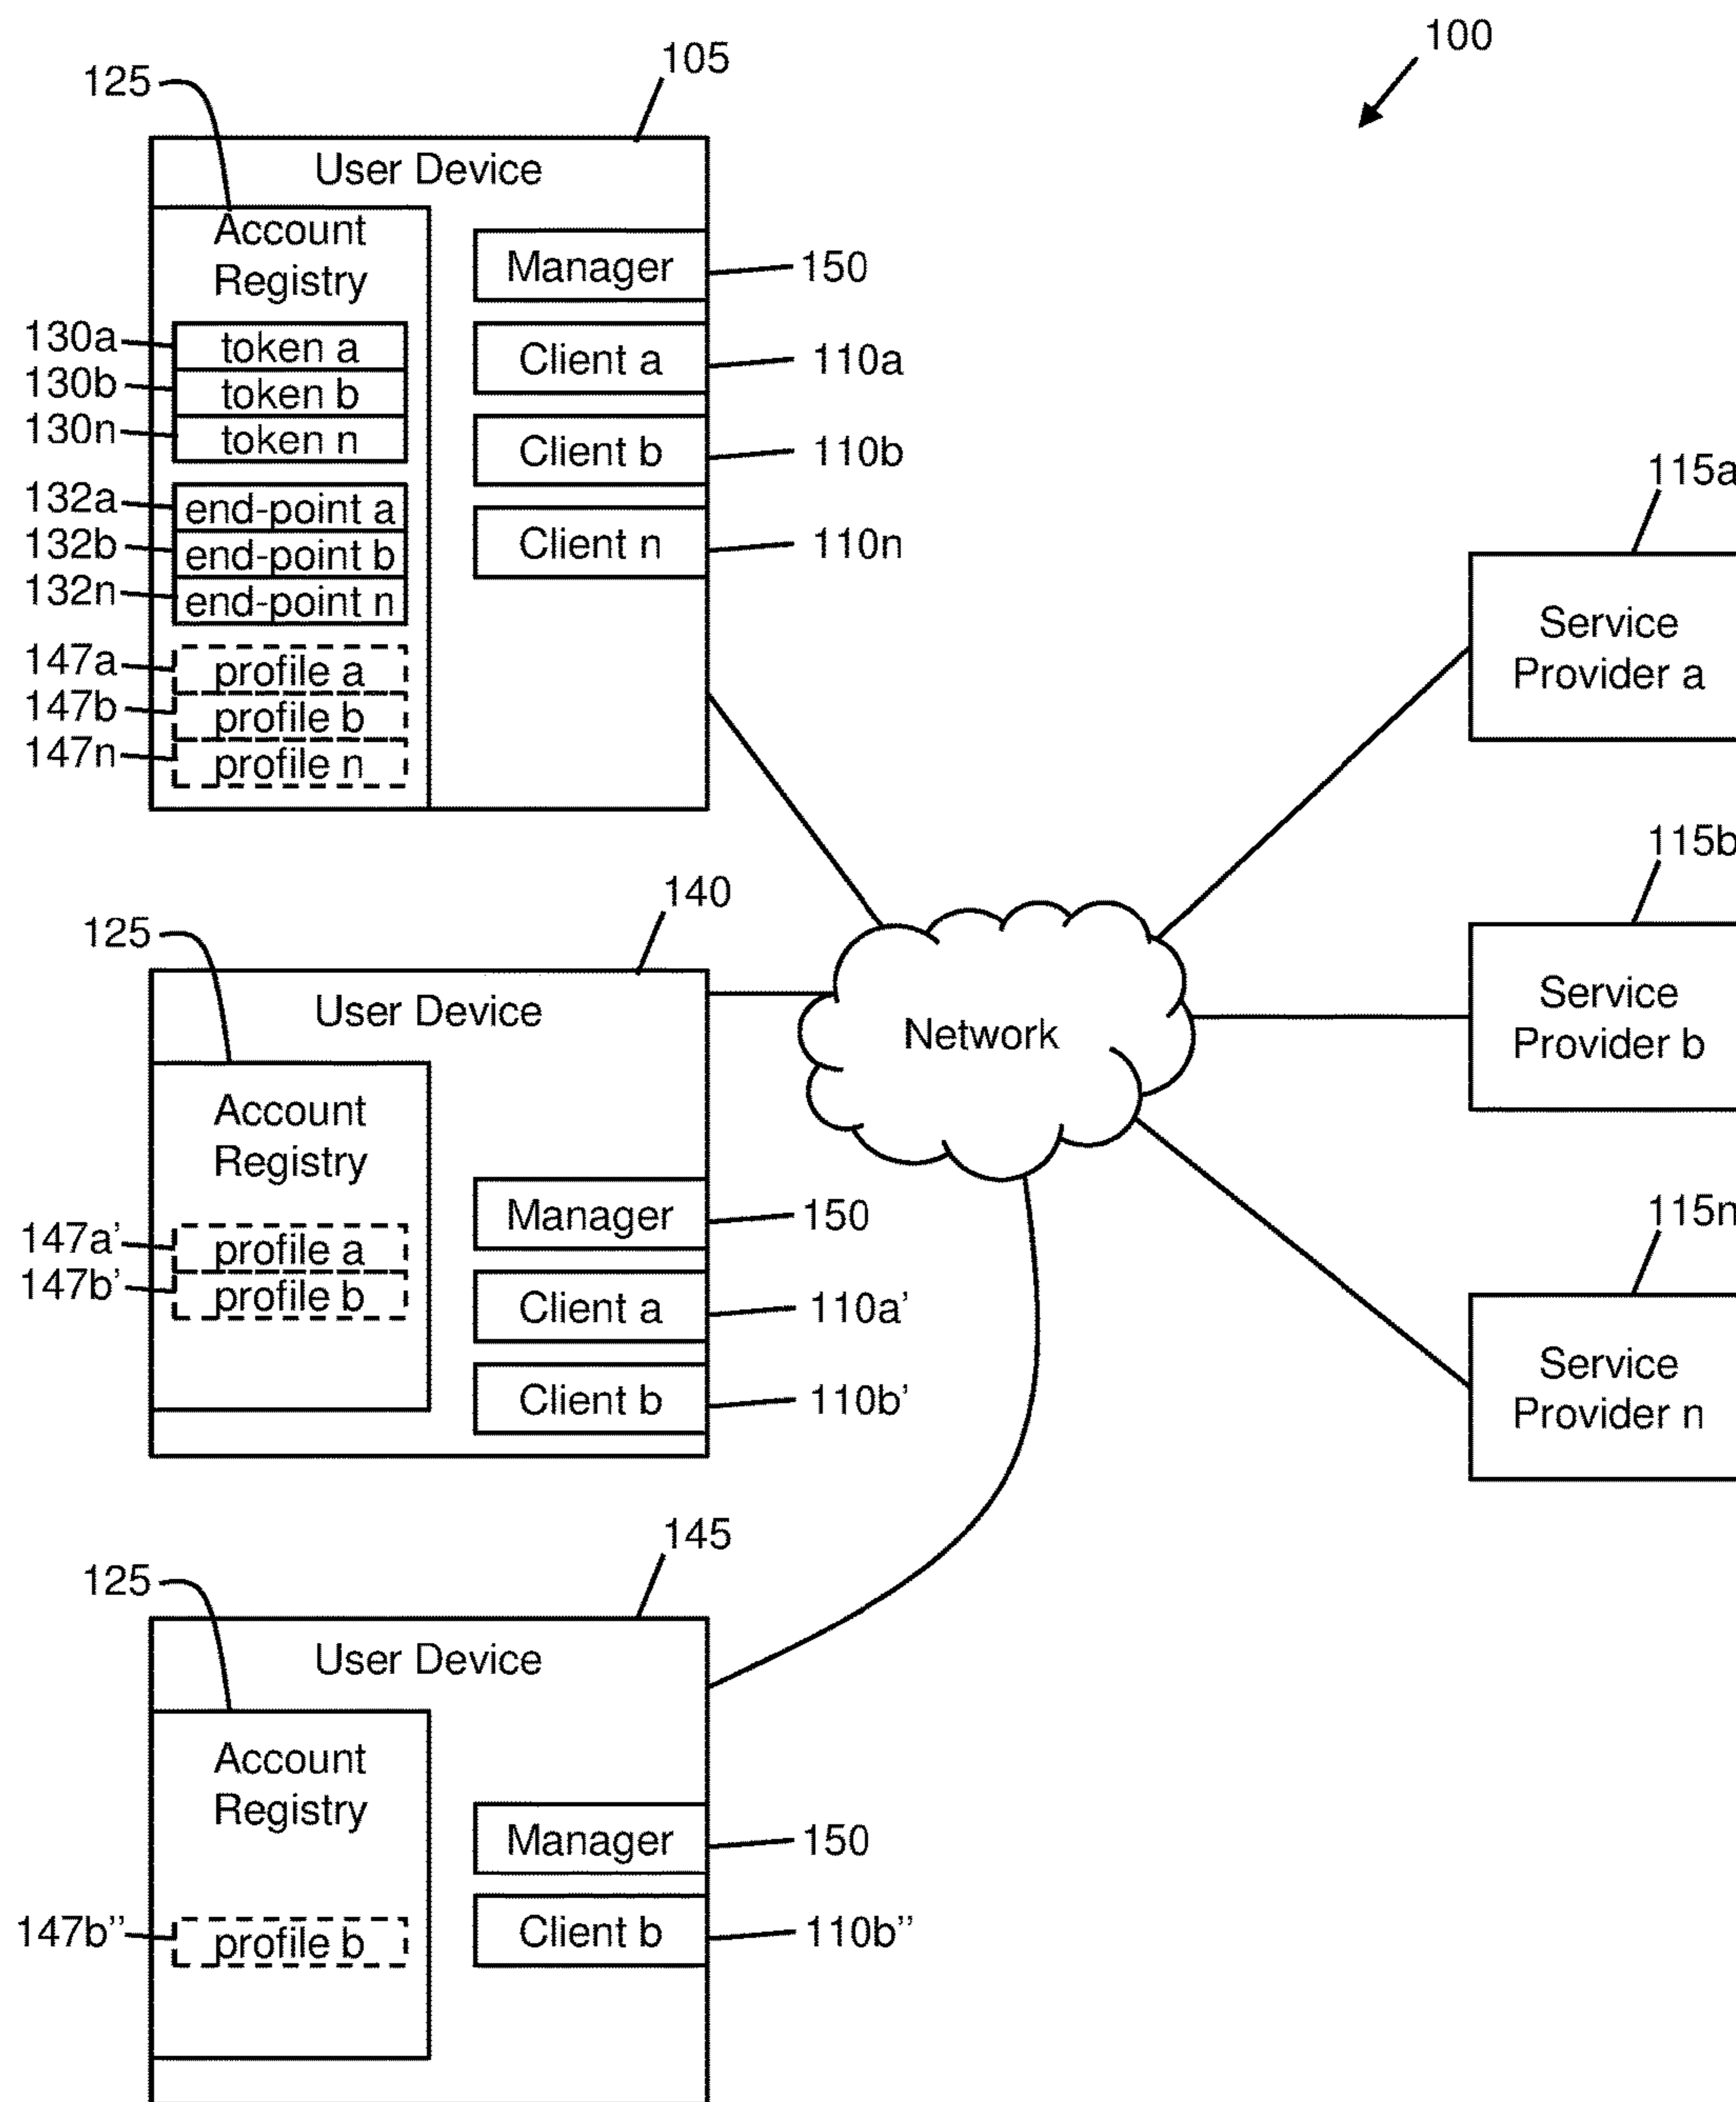 100
105
125
User Device
Account
Registry
Manager
150
130a
token a
Client a
110a
130b
token b
130n
token n
Client b
110b
132a
end-point a
132b
end-point b
Client n
110n
132n
end-point n
147a
profile a
147b
profile b
147n
profile n
115a
Service
Provider a
115b
Service
Provider b
115n
Service
Provider n
Network
140
125
User Device
Account
Registry
Manager
150
147a’
profile a
147b’
profile b
Client a
110a’
Client b
110b’
145
125
User Device
Account
Registry
Manager
150
147b”
profile b
Client b
110b”